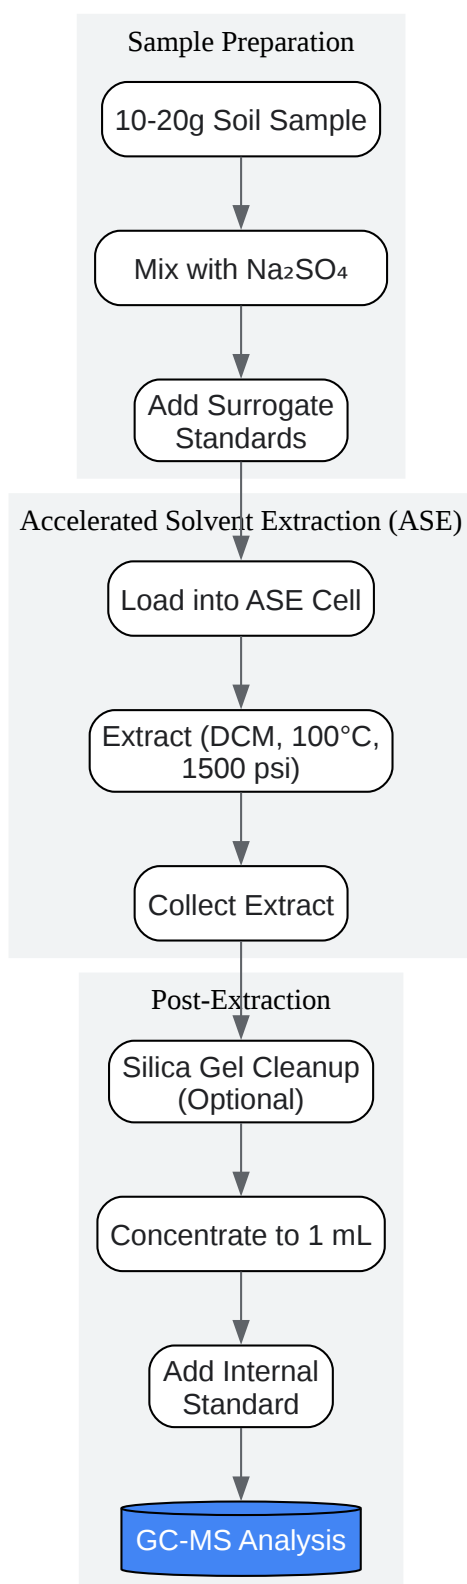 Sample Preparation
10-20g Soil Sample
Mix with Na₂SO₄
Add Surrogate
Standards
Accelerated Solvent Extraction (ASE)
Load into ASE Cell
Extract (DCM, 100°C,
1500 psi)
Collect Extract
Post-Extraction
Silica Gel Cleanup
(Optional)
Concentrate to 1 mL
Add Internal
Standard
GC-MS Analysis